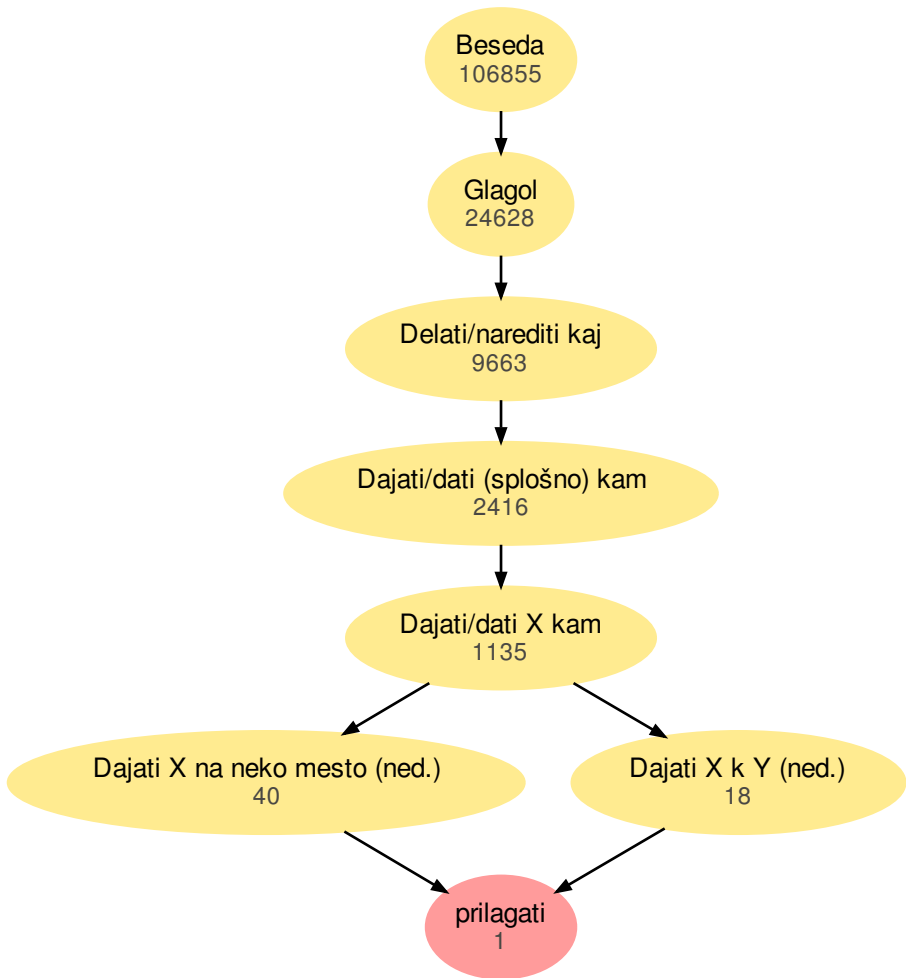 Beseda
106855
Glagol
24628
Delati/narediti kaj
9663
Dajati/dati (splošno) kam
2416
Dajati/dati X kam
1135
Dajati X na neko mesto (ned.)
40
Dajati X k Y (ned.)
18
prilagati
1